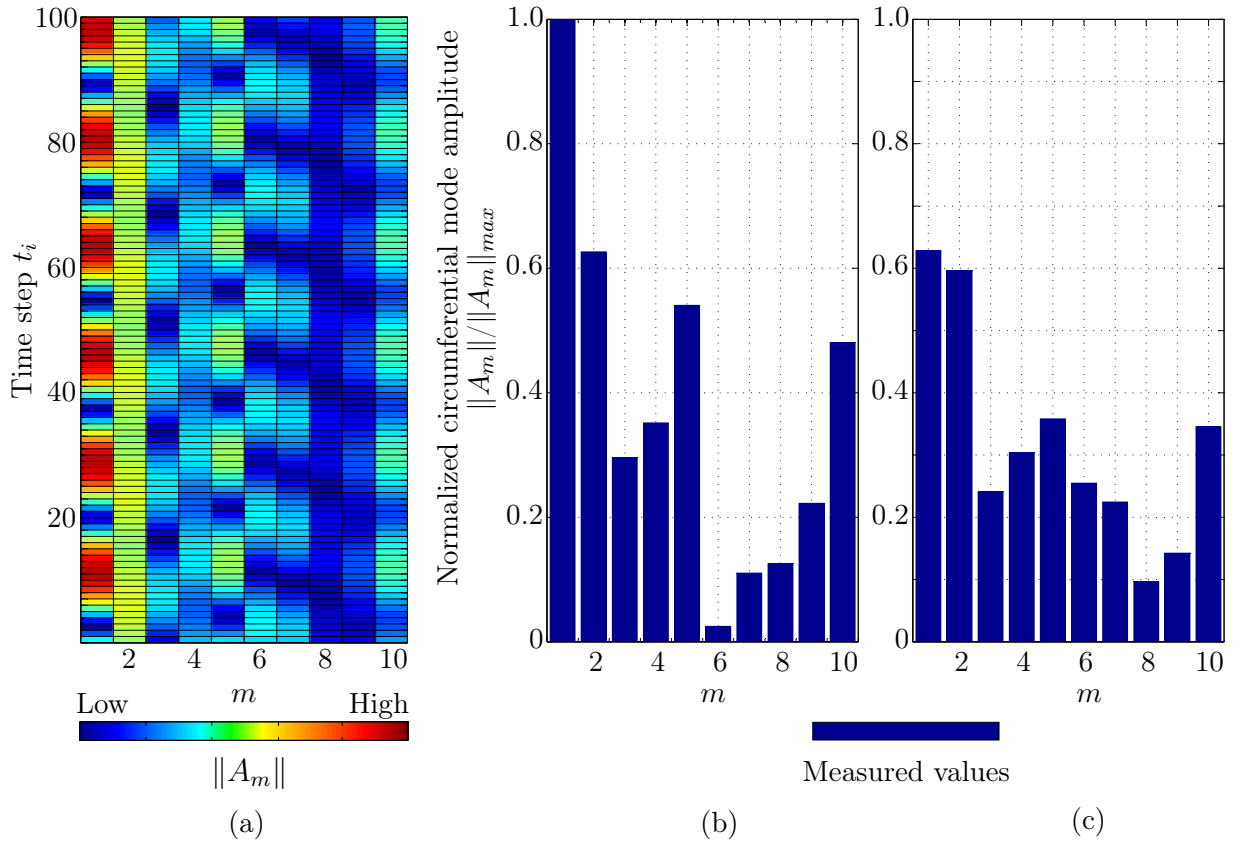 100
80
60
40
20
Time step t_i
2 4 6 8 10
m
Low High
‖A_m‖
(a)
Normalized circumferential mode amplitude
‖A_m‖/‖A_m‖_max
1.0
0.8
0.6
0.4
0.2
0
2 4 6 8 10
m
(b)
1.0
0.8
0.6
0.4
0.2
0
2 4 6 8 10
m
(c)
Measured values